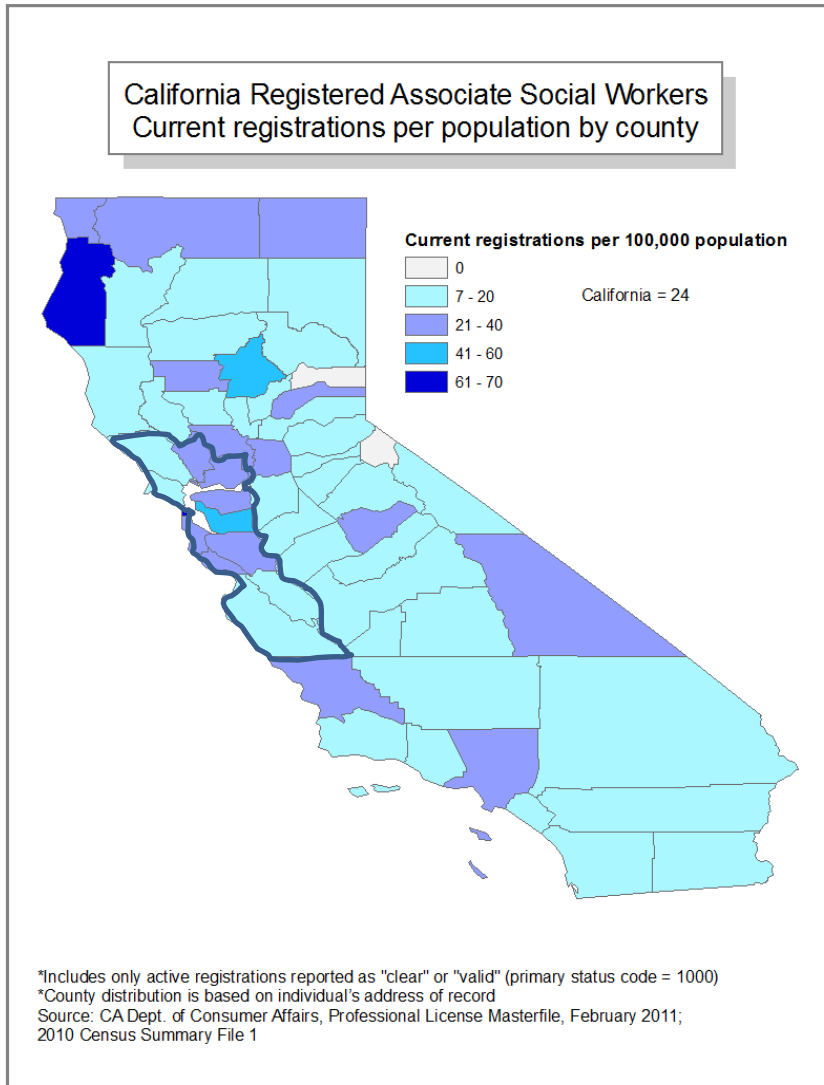 California Registered Associate Social Workers
Current registrations per population by county
Current registrations per 100,000 population
0
7 - 20
California = 24
21 - 40
41 - 60
61 - 70
*Includes only active registrations reported as "clear" or "valid" (primary status code = 1000)
*County distribution is based on individual's address of record
Source: CA Dept. of Consumer Affairs, Professional License Masterfile, February 2011;
2010 Census Summary File 1